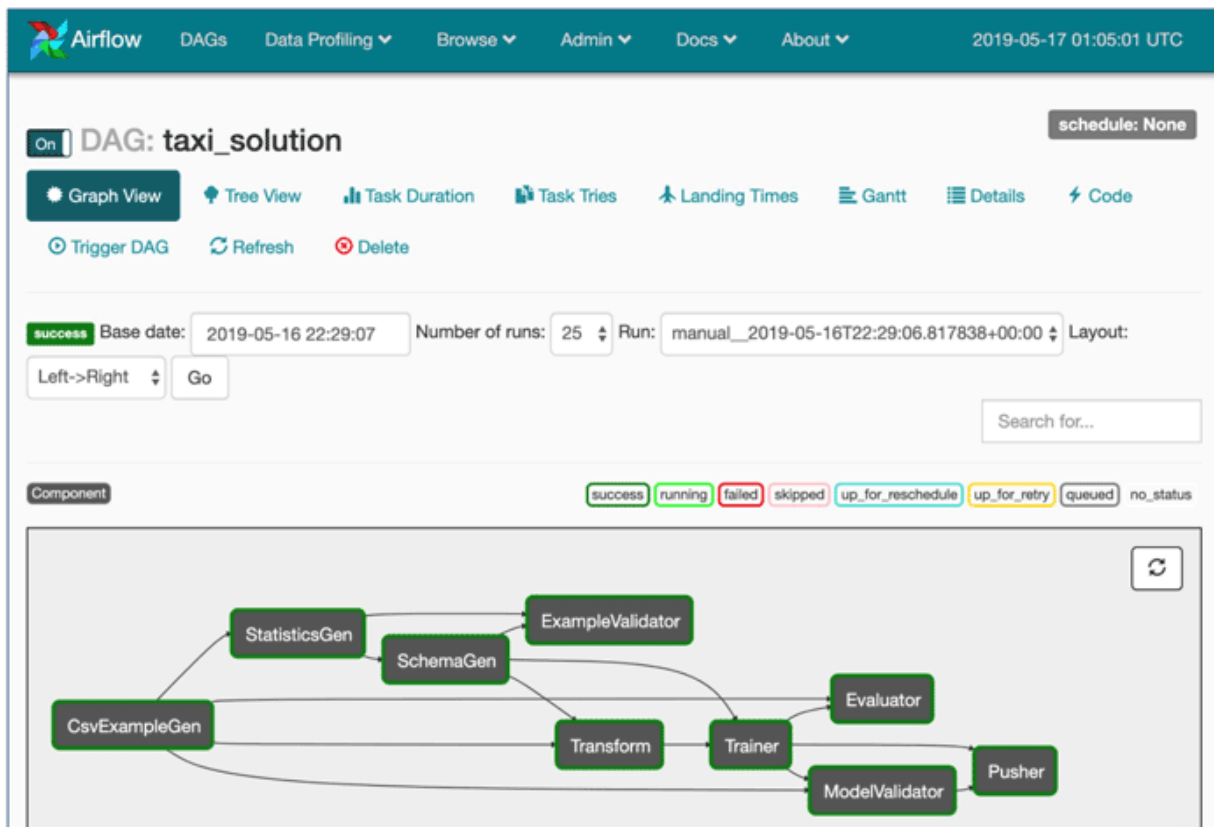 Airflow DAGs Data Profiling Browse Admin Docs About 2019-05-17 01:05:01 UTC
schedule: None
On DAG: taxi_solution
Graph View Tree View Task Duration Task Tries Landing Times Gantt Details Code
Trigger DAG Refresh Delete
success Base date: 2019-05-16 22:29:07 Number of runs: 25 Run: manual__2019-05-16T22:29:06.817838+00:00 Layout:
Left->Right Go
Search for...
Component success running failed skipped up_for_reschedule up_for_retry queued no_status
ExampleValidator
StatisticsGen
SchemaGen
Evaluator
CsvExampleGen
Transform Trainer
Pusher
ModelValidator